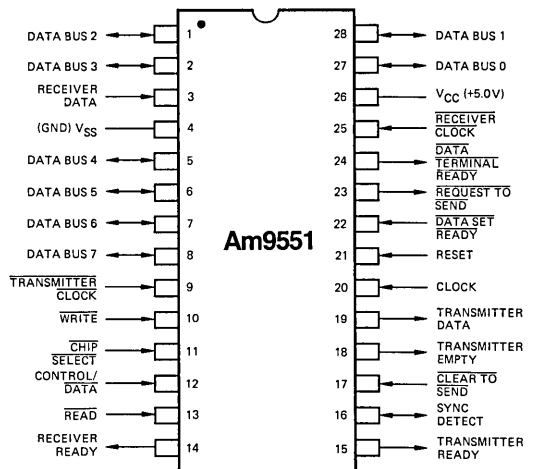 DATA BUS 2 1 28 DATA BUS 1
DATA BUS 3 2 27 DATA BUS 0
RECEIVER
DATA 3 26 VCC (+5.0V)
(GND) VSS 4 25 RECEIVER
CLOCK
DATA BUS 4 5 24 DATA
TERMINAL
READY
DATA BUS 5 6 23 REQUEST TO
SEND
DATA BUS 6 7 22 DATA SET
READY
Am9551
DATA BUS 7 8 21 RESET
TRANSMITTER
CLOCK 9 20 CLOCK
WRITE 10 19 TRANSMITTER
DATA
CHIP
SELECT 11 18 TRANSMITTER
EMPTY
CONTROL/
DATA 12 17 CLEAR TO
SEND
READ 13 16 SYNC
DETECT
RECEIVER
READY 14 15 TRANSMITTER
READY